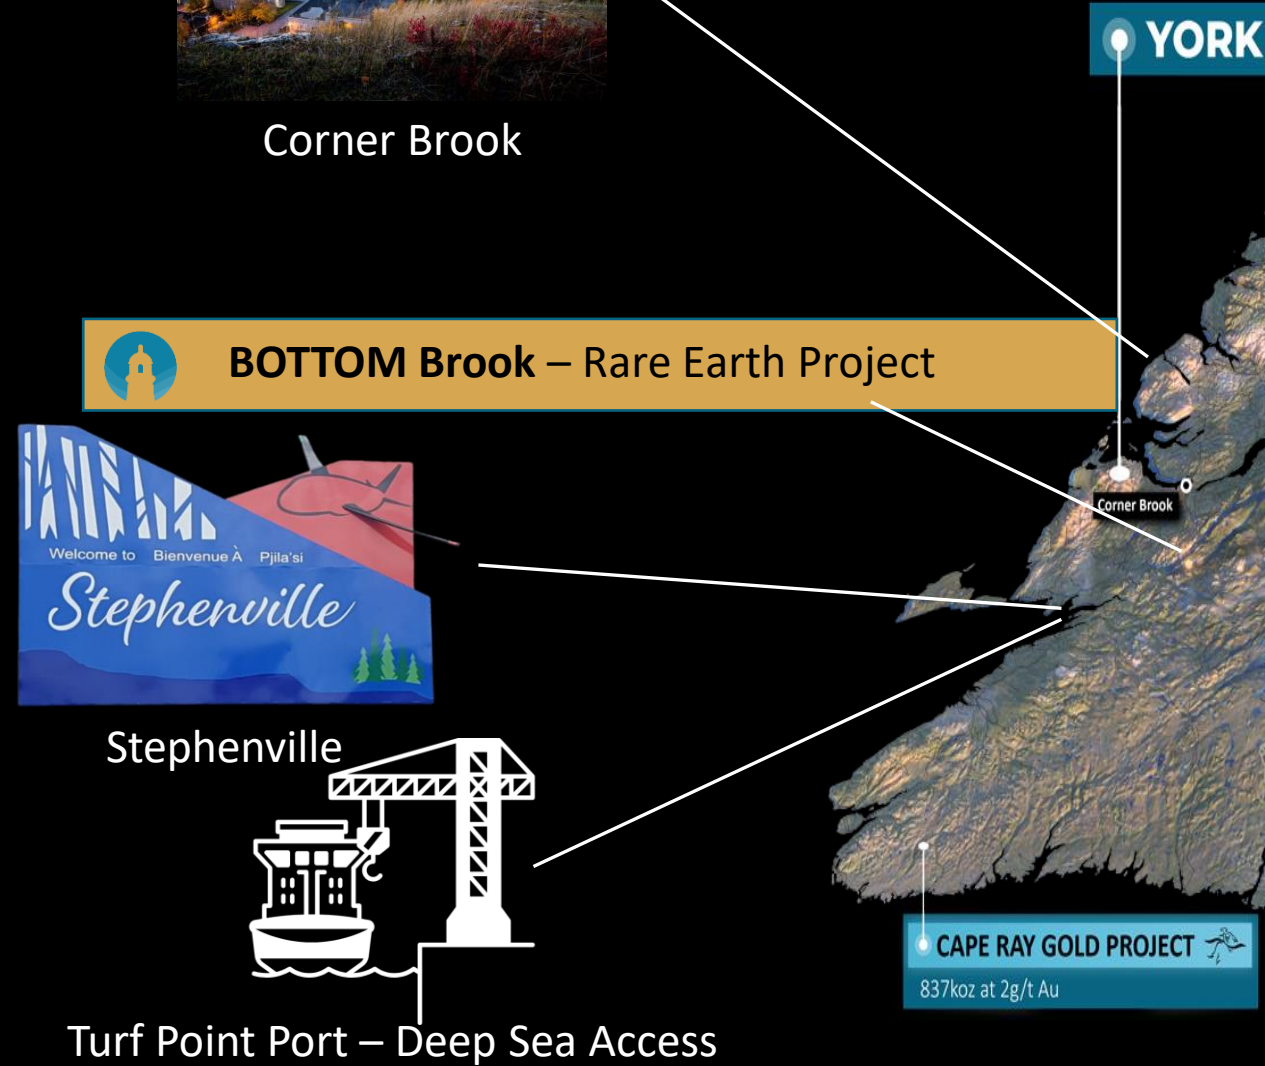 YORK
Corner Brook
BOTTOM Brook – Rare Earth Project
Corner Brook
Welcome to Bienvenue À Pjila'si
Stephenville
Stephenville
CAPE RAY GOLD PROJECT
837koz at 2g/t Au
Turf Point Port – Deep Sea Access